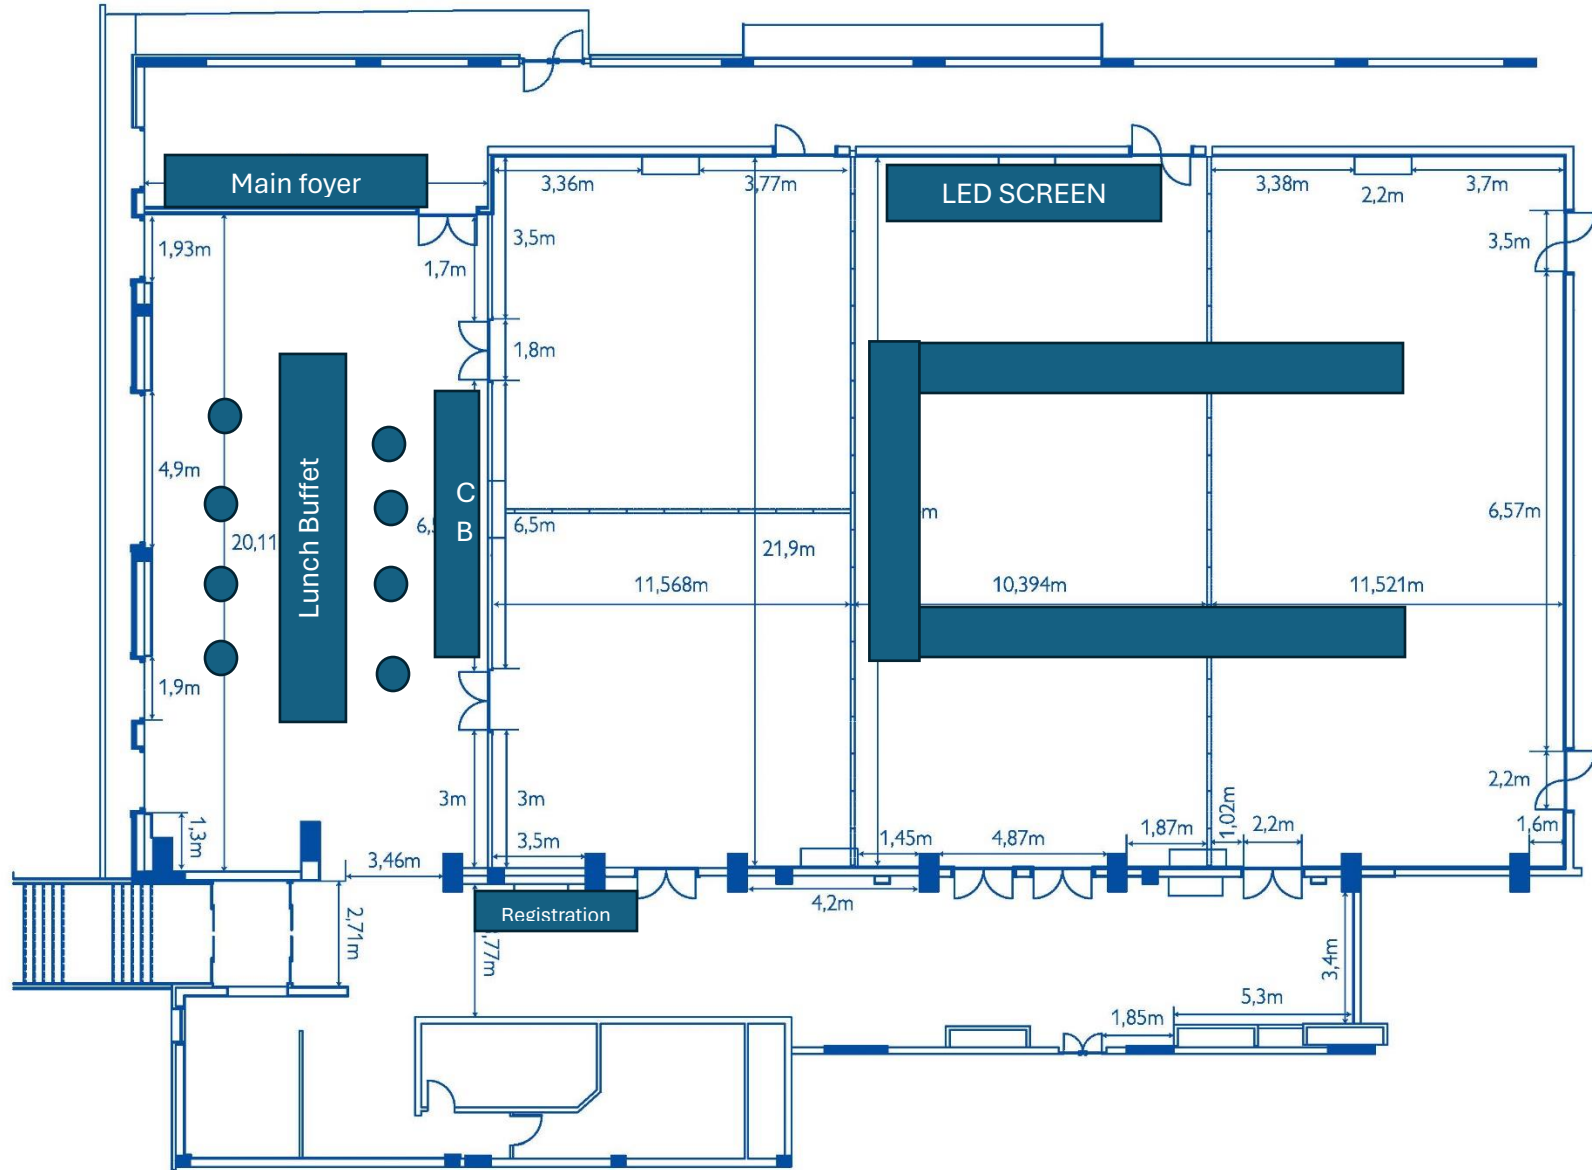 Main foyer
LED SCREEN
3,36m
3,77m
3,38m
2,2m
3,7m
1,93m
1,7m
3,5m
3,5m
1,8m
4,9m
20,11
Lunch Buffet
C
B
6,5m
m
21,9m
6,57m
11,568m
10,394m
11,521m
1,9m
2,2m
3m
3m
1,3m
3,46m
3,5m
1,45m
4,87m
1,87m
1,02m
2,2m
1,6m
4,2m
Registration
2,71m
,77m
3,4m
5,3m
1,85m